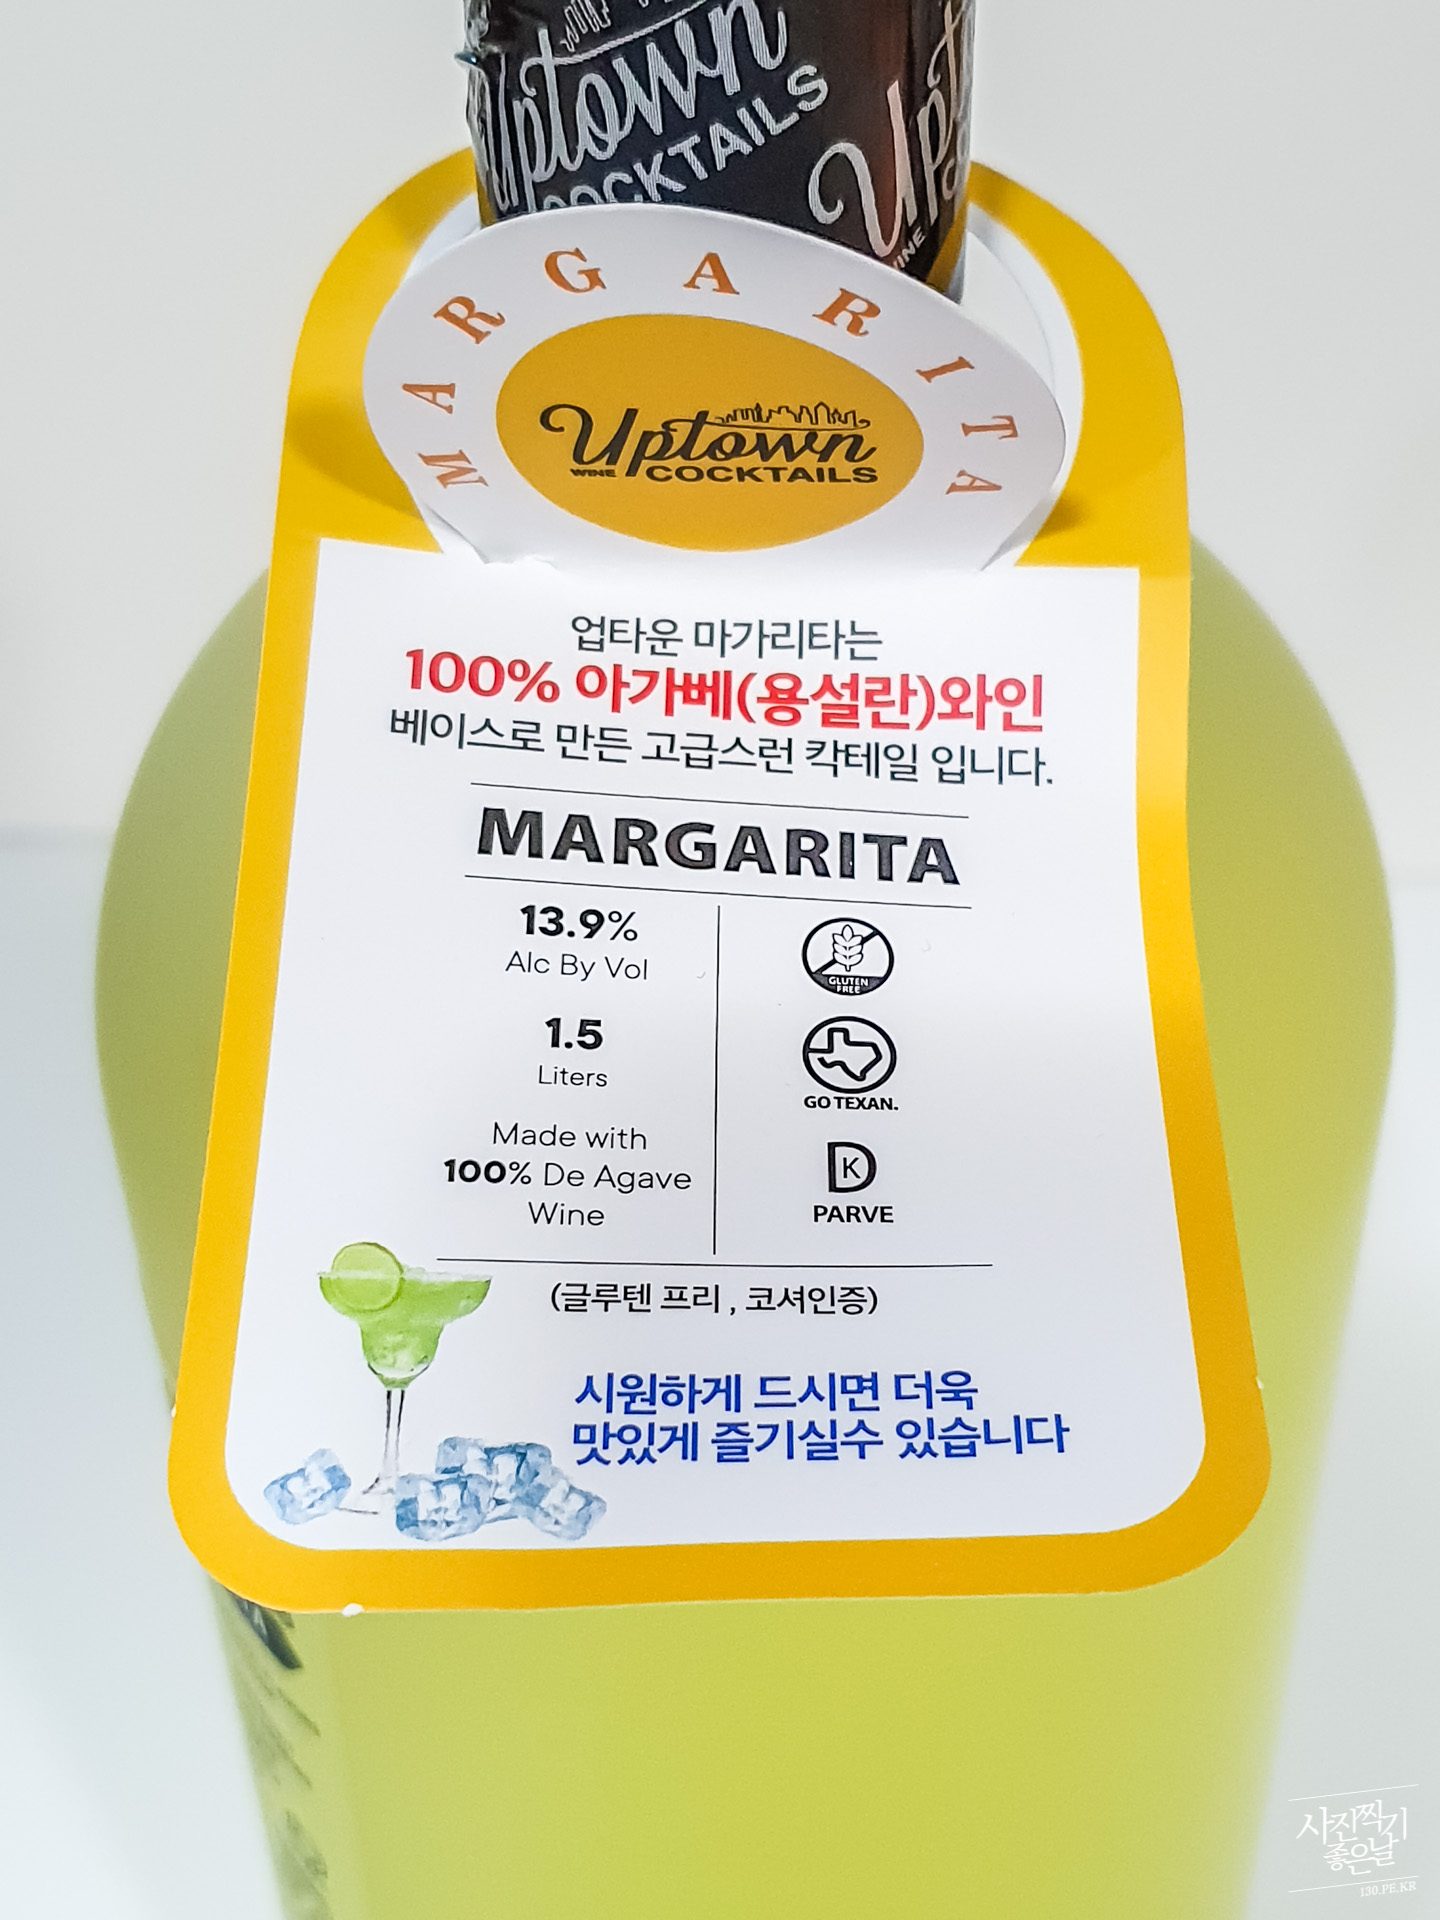 Uptown
COCKTAILS
MARGARITA
Uptown
WINE COCKTAILS
업타운 마가리타는
100% 아가베(용설란)와인
베이스로 만든 고급스런 칵테일 입니다.
MARGARITA
13.9%
Alc By Vol
1.5
Liters
Made with
100% De Agave
Wine
GLUTEN
FREE
GO TEXAN.
K
PARVE
(글루텐 프리 , 코셔인증)
시원하게 드시면 더욱
맛있게 즐기실수 있습니다
사진찍기
좋은날
130.PE.KR